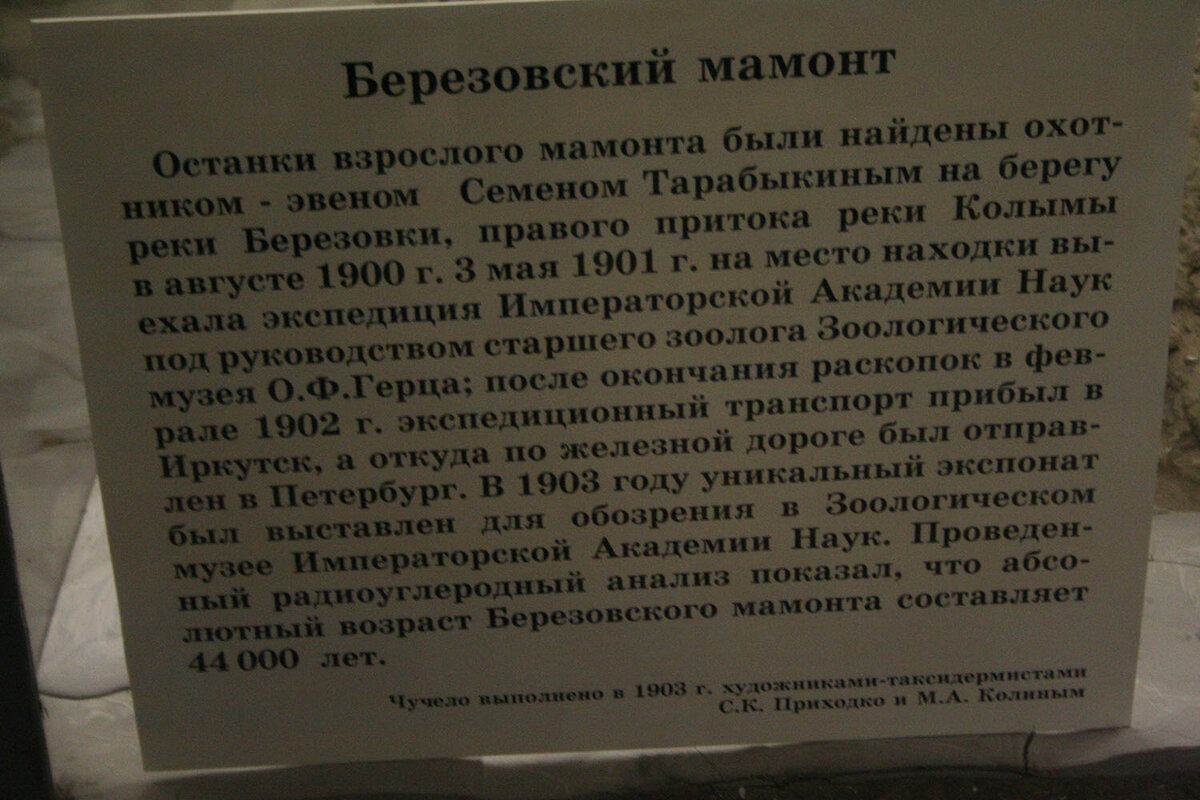 Березовский мамонт
Останки взрослого мамонта были найдены охот-
ником - эвеном Семеном Тарабыкиным на берегу
реки Березовки, правого притока реки Колымы
в августе 1900 г. 3 мая 1901 г. на место находки вы-
ехала экспедиция Императорской Академии Наук
под руководством старшего зоолога Зоологического
музея О.Ф.Герца; после окончания раскопок в фев-
рале 1902 г. экспедиционный транспорт прибыл в
Иркутск, а откуда по железной дороге был отправ-
лен в Петербург. В 1903 году уникальный экспонат
был выставлен для обозрения в Зоологическом
музее Императорской Академии Наук. Проведен-
ный радиоуглеродный анализ показал, что абсо-
лютный возраст Березовского мамонта составляет
44 000 лет.
Чучело выполнено в 1903 г. художниками-таксидермистами
С.К. Приходко и М.А. Колиным